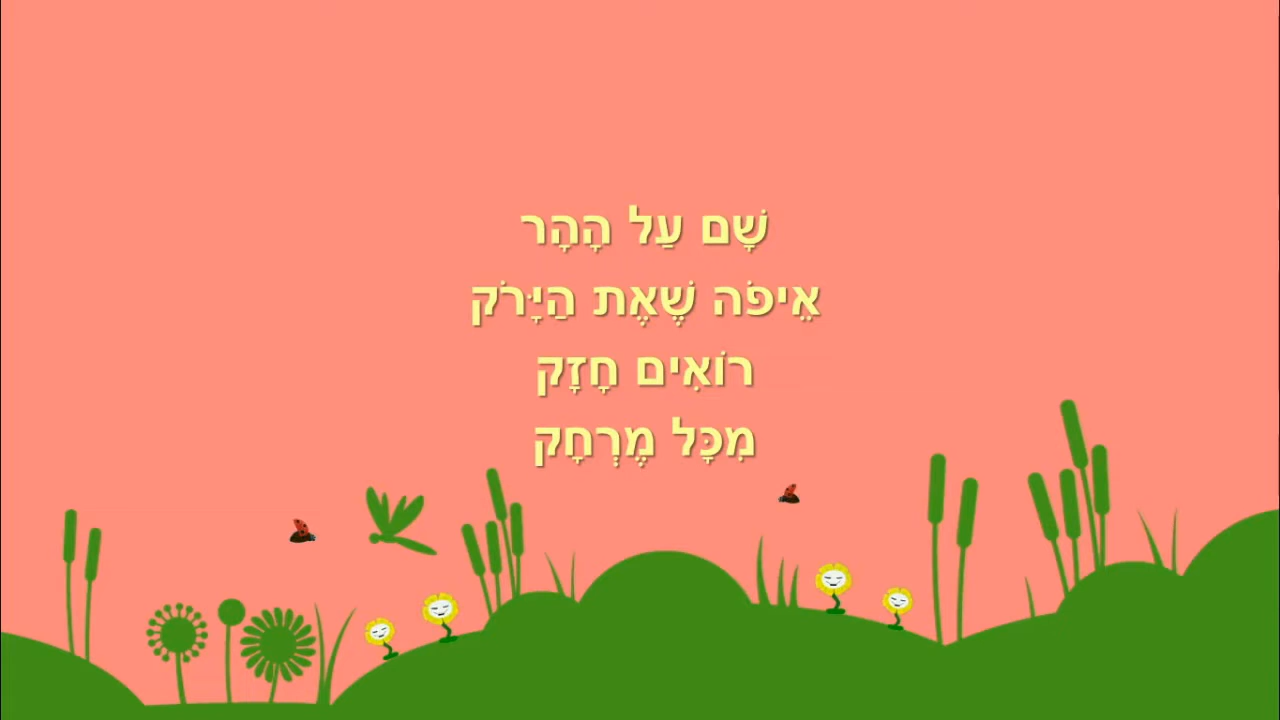 שָׁם עַל הָהָר
אֵיפֹה שֶׁאֶת הַיָּרֹק
רוֹאִים חָזָק
מִכָּל מֶרְחָק